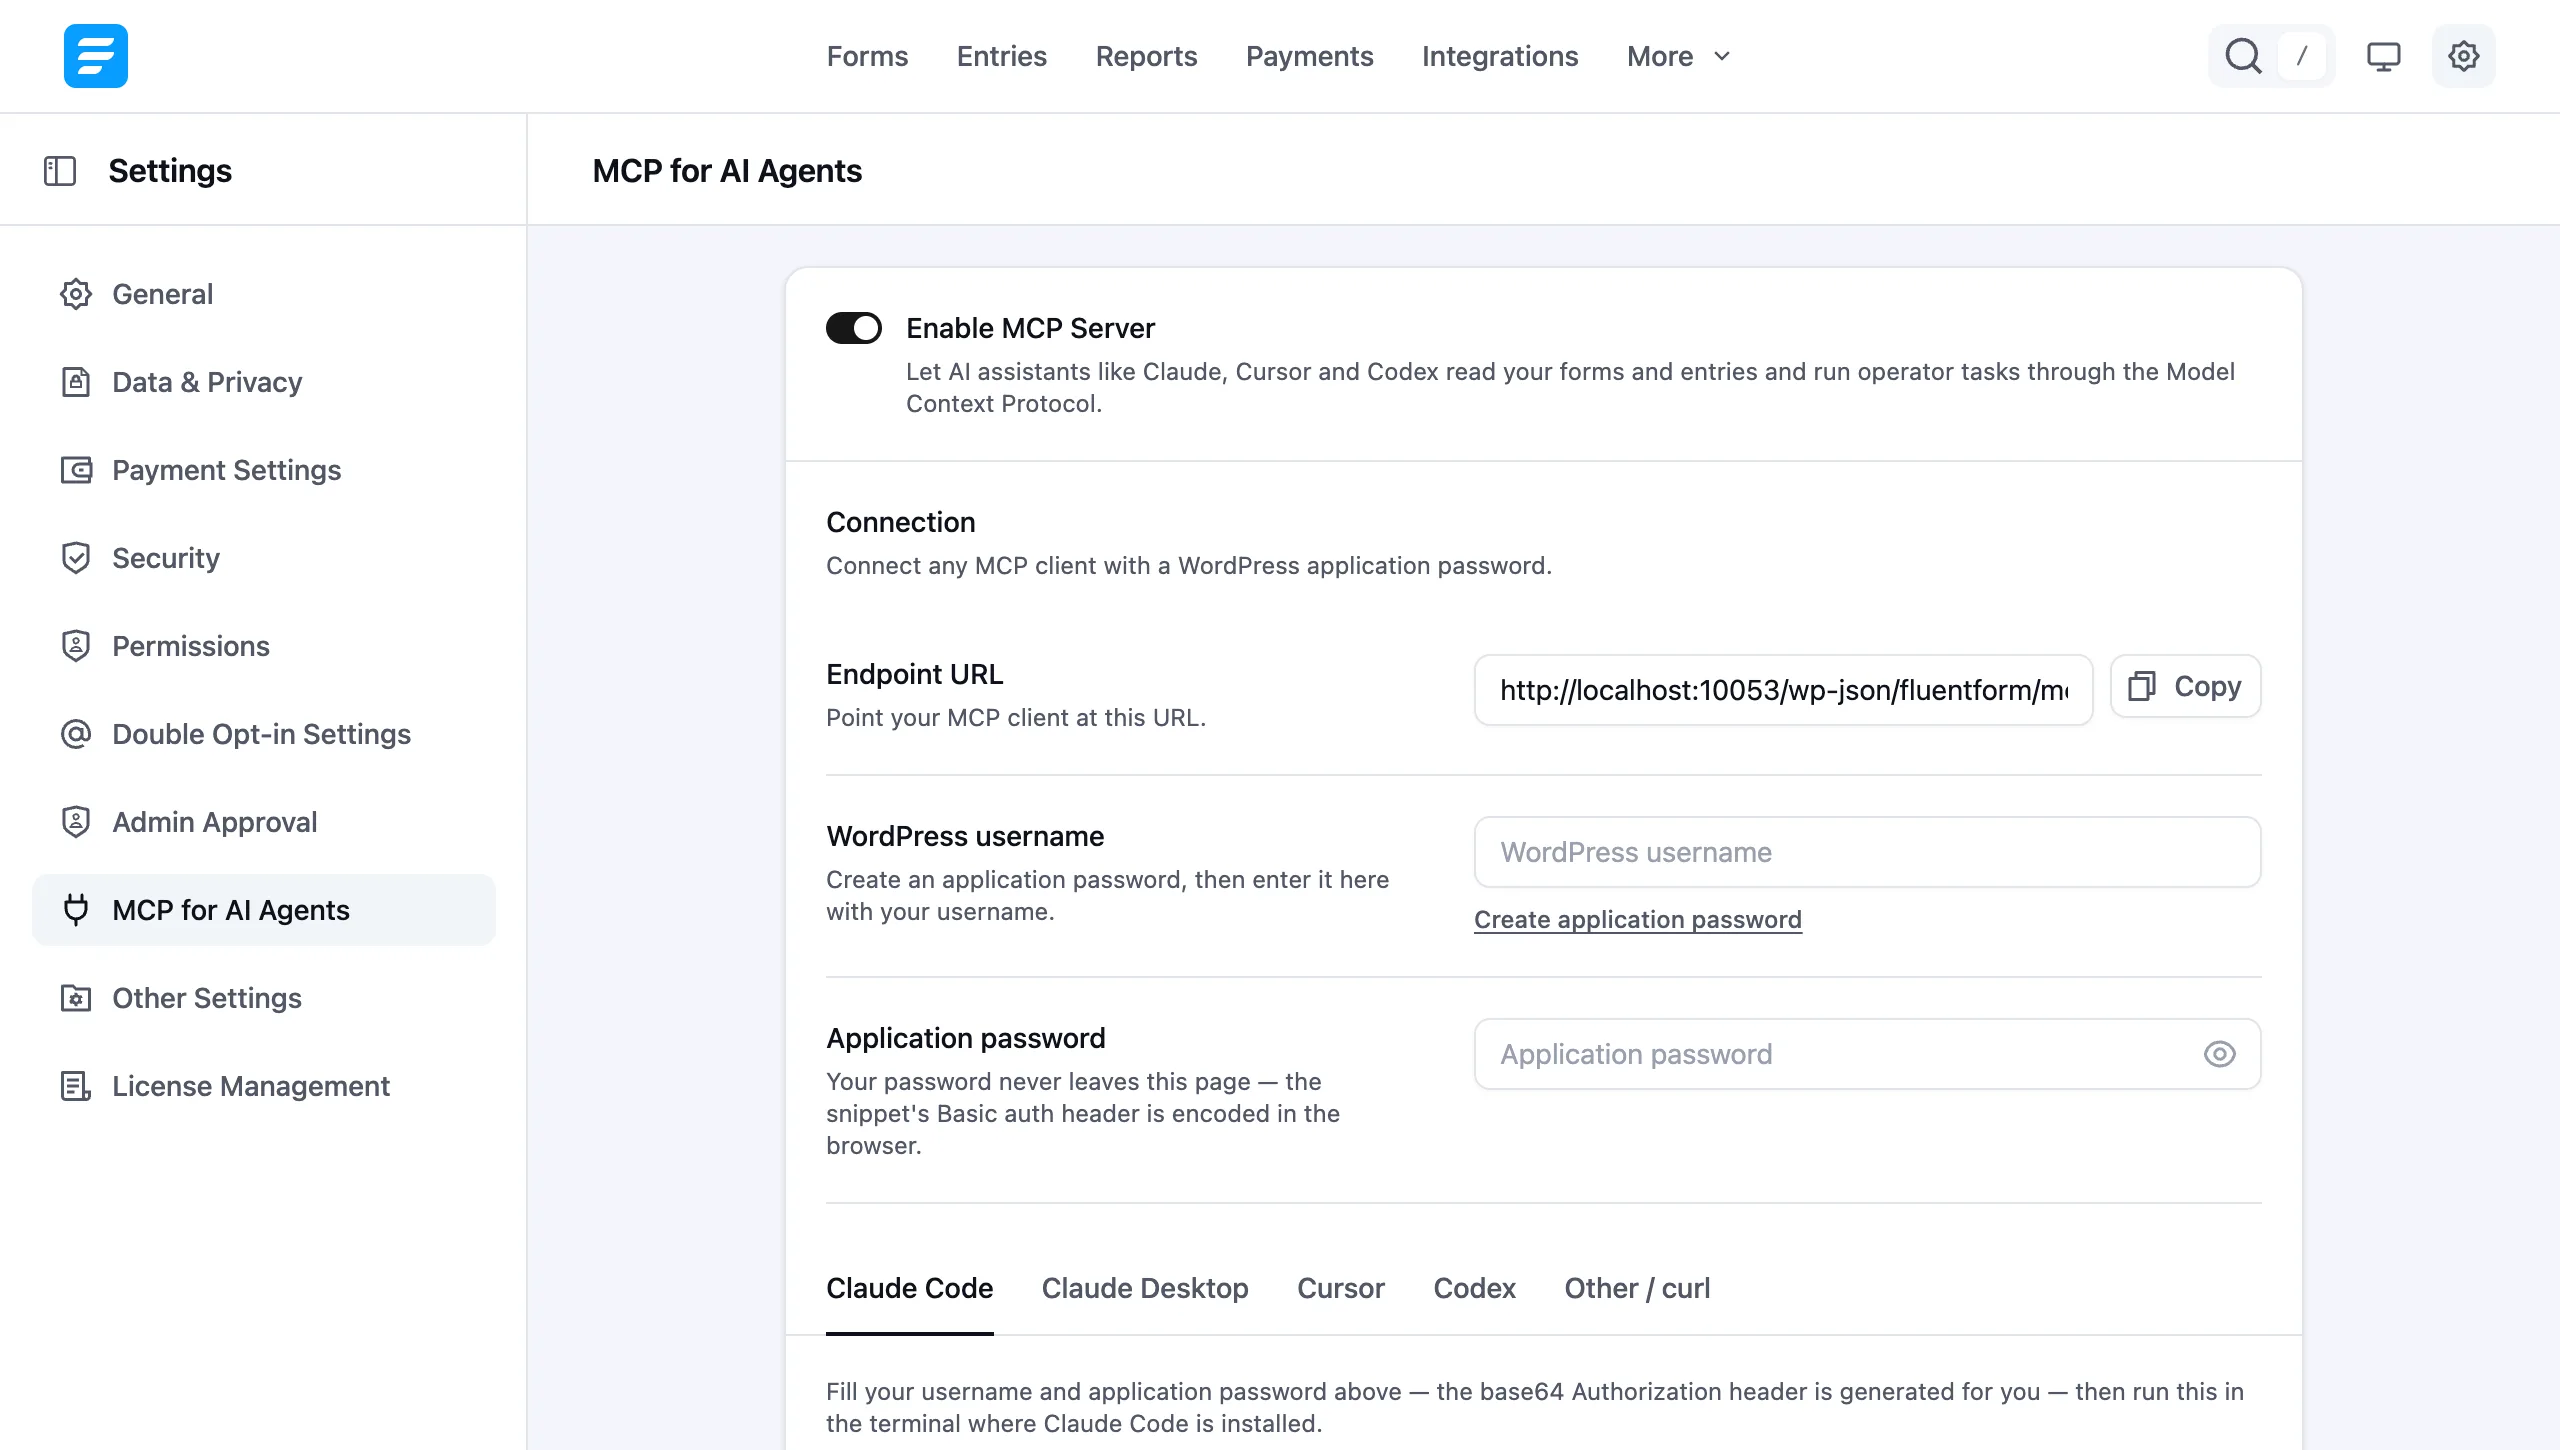 Forms Entries Reports Payments Integrations More /
Settings
MCP for AI Agents
General
Data & Privacy
Payment Settings
Security
Permissions
Double Opt-in Settings
Admin Approval
MCP for AI Agents
Other Settings
License Management
Enable MCP Server
Let AI assistants like Claude, Cursor and Codex read your forms and entries and run operator tasks through the Model
Context Protocol.
Connection
Connect any MCP client with a WordPress application password.
Endpoint URL
Point your MCP client at this URL.
http://localhost:10053/wp-json/fluentform/m
Copy
WordPress username
Create an application password, then enter it here
with your username.
WordPress username
Create application password
Application password
Your password never leaves this page — the
snippet's Basic auth header is encoded in the
browser.
Application password
Claude Code Claude Desktop Cursor Codex Other / curl
Fill your username and application password above — the base64 Authorization header is generated for you — then run this in
the terminal where Claude Code is installed.